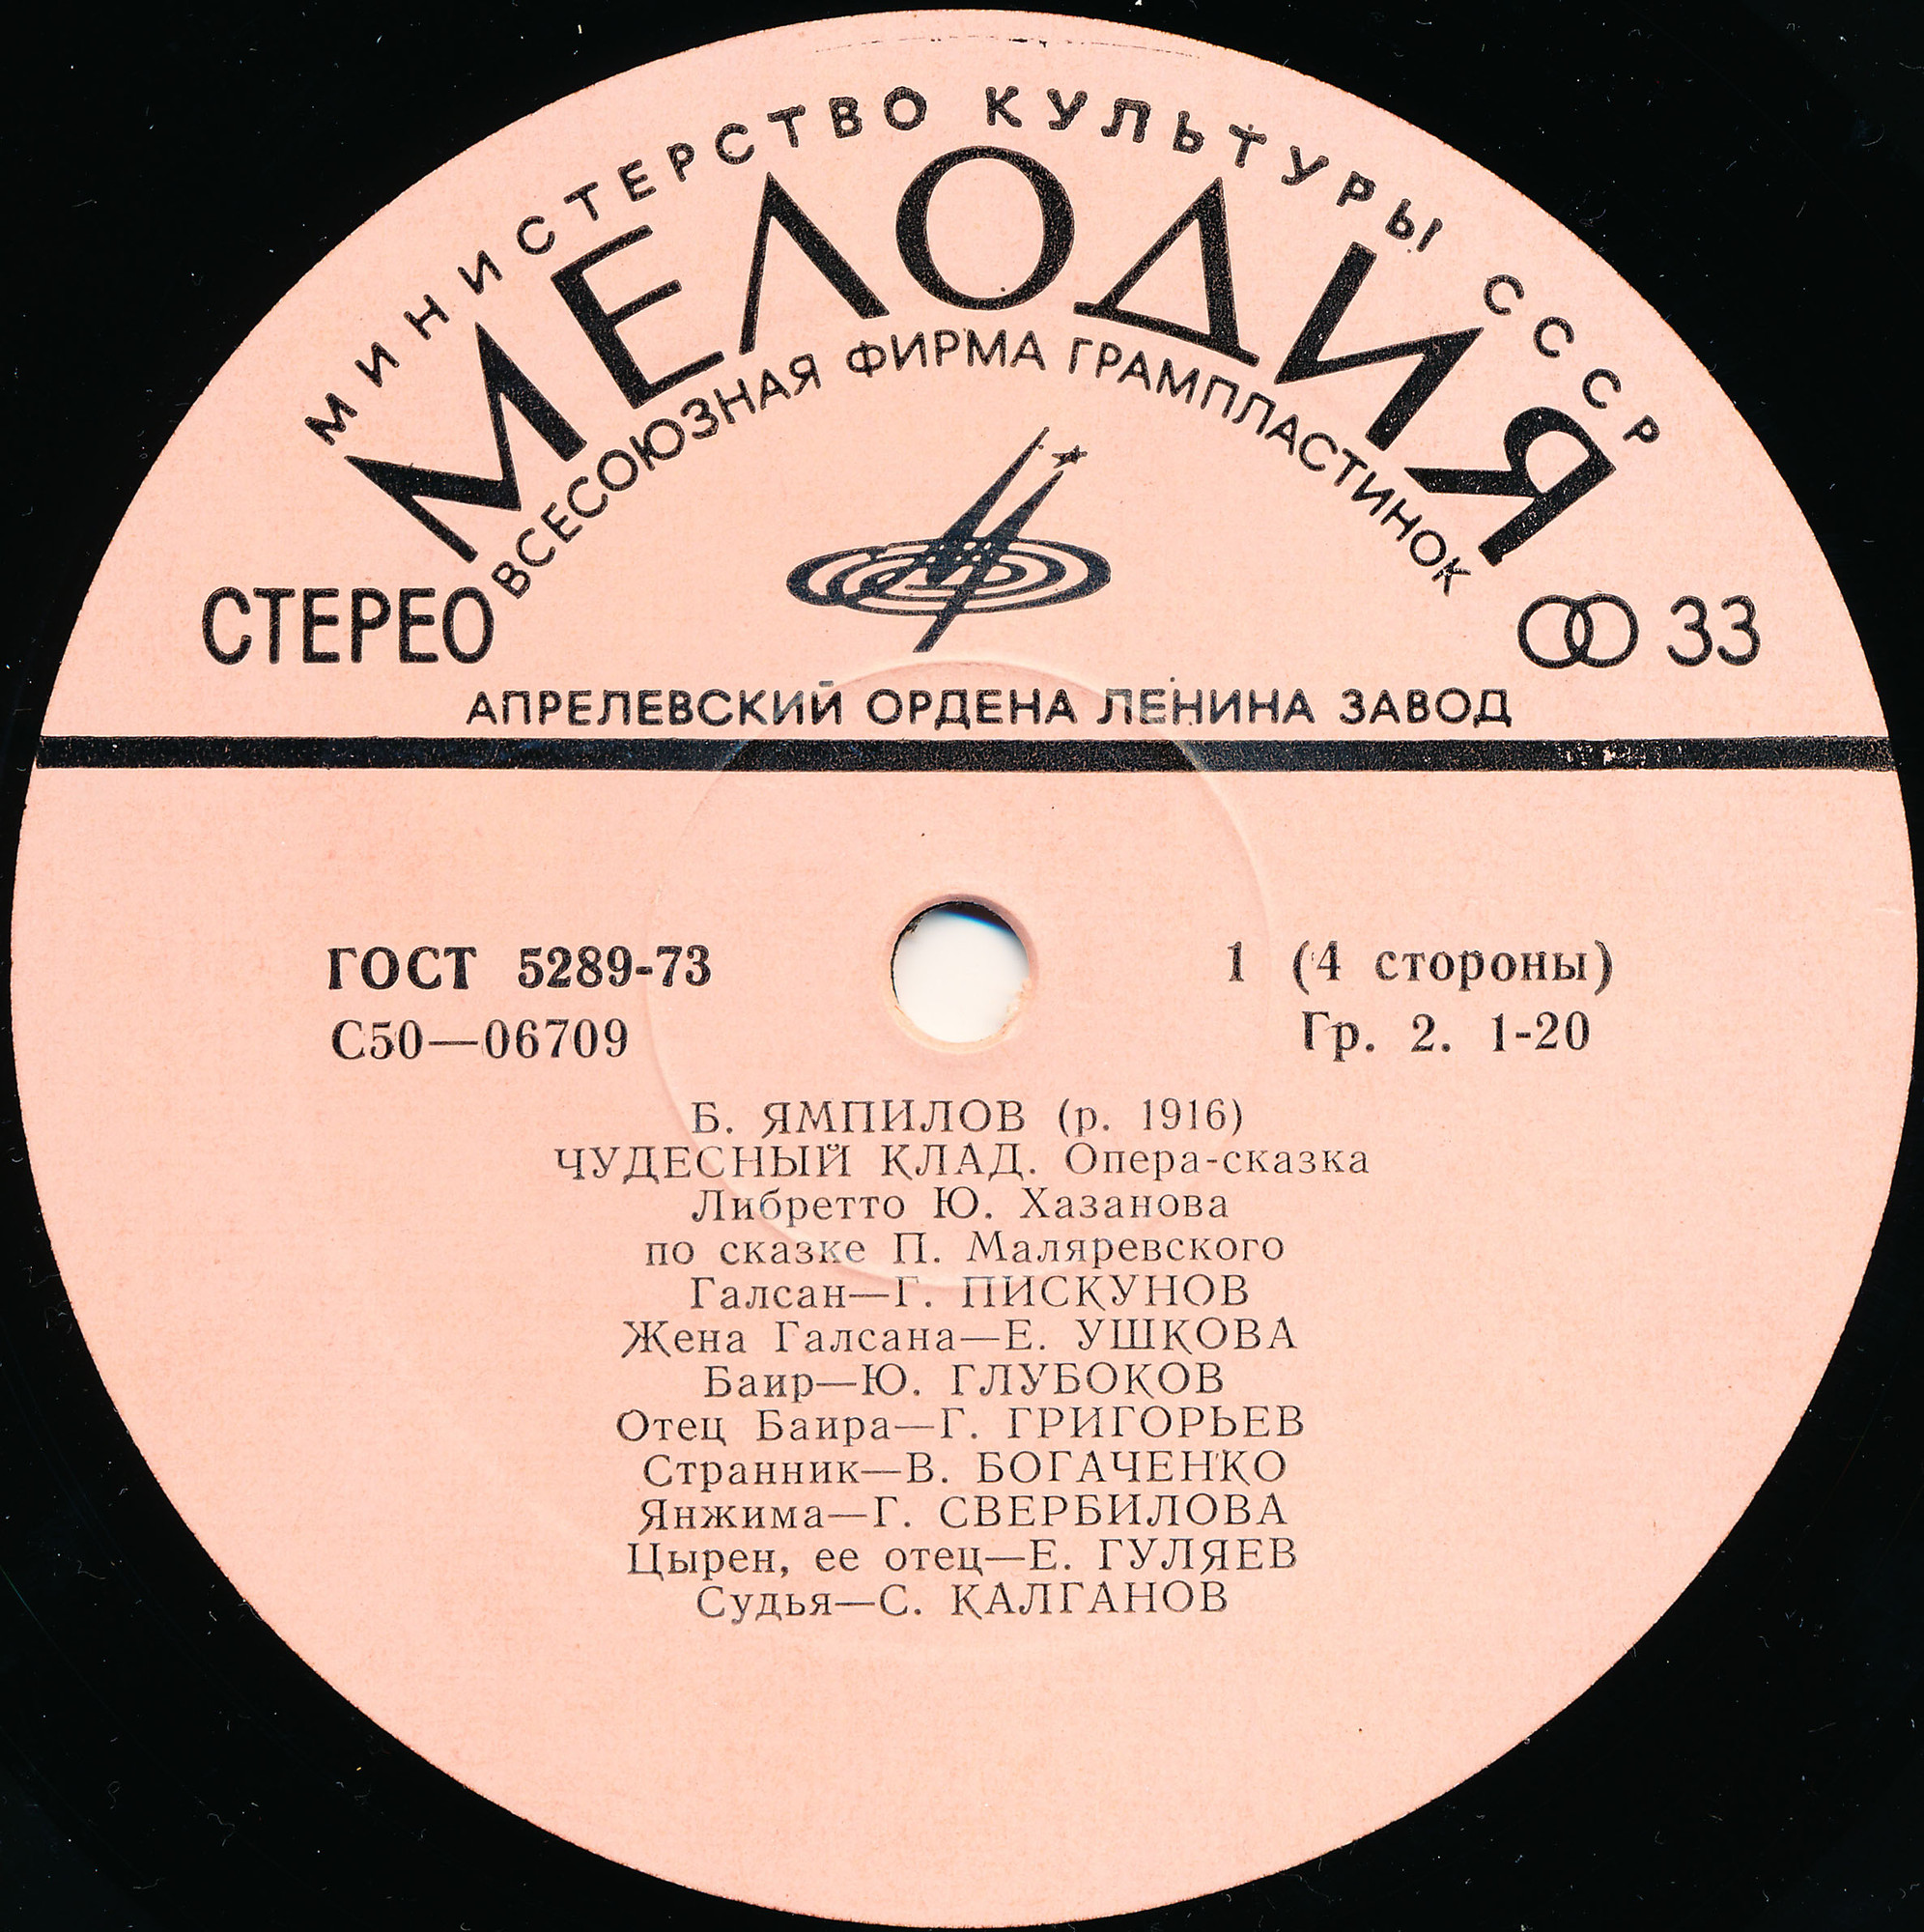 МИНИСТЕРСТВО КУЛЬТУРЫ СССР
МЕЛОДИЯ
ВСЕСОЮЗНАЯ ФИРМА ГРАМПЛАСТИНОК
СТЕРЕО
33
АПРЕЛЕВСКИЙ ОРДЕНА ЛЕНИНА ЗАВОД
ГОСТ 5289-73
1 (4 стороны)
С50—06709
Гр. 2. 1-20
Б. ЯМПИЛОВ (р. 1916)
ЧУДЕСНЫЙ КЛАД. Опера-сказка
Либретто Ю. Хазанова
по сказке П. Маляревского
Галсан—Г. ПИСКУНОВ
Жена Галсана—Е. УШКОВА
Баир—Ю. ГЛУБОКОВ
Отец Баира—Г. ГРИГОРЬЕВ
Странник—В. БОГАЧЕНКО
Янжима—Г. СВЕРБИЛОВА
Цырен, ее отец—Е. ГУЛЯЕВ
Судья—С. КАЛГАНОВ